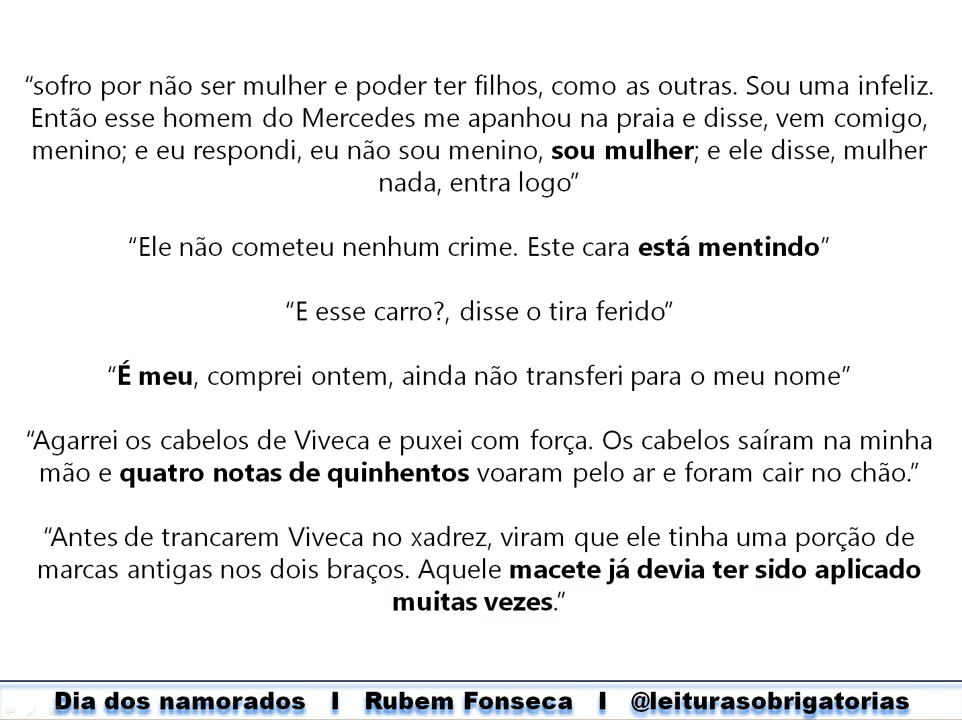 “sofro por não ser mulher e poder ter filhos, como as outras. Sou uma infeliz.
Então esse homem do Mercedes me apanhou na praia e disse, vem comigo,
menino; e eu respondi, eu não sou menino, sou mulher; e ele disse, mulher
nada, entra logo”
“Ele não cometeu nenhum crime. Este cara está mentindo”
“E esse carro?, disse o tira ferido”
“É meu, comprei ontem, ainda não transferi para o meu nome”
“Agarrei os cabelos de Viveca e puxei com força. Os cabelos saíram na minha
mão e quatro notas de quinhentos voaram pelo ar e foram cair no chão.”
“Antes de trancarem Viveca no xadrez, viram que ele tinha uma porção de
marcas antigas nos dois braços. Aquele macete já devia ter sido aplicado
muitas vezes.”
Dia dos namorados I Rubem Fonseca I @leiturasobrigatorias